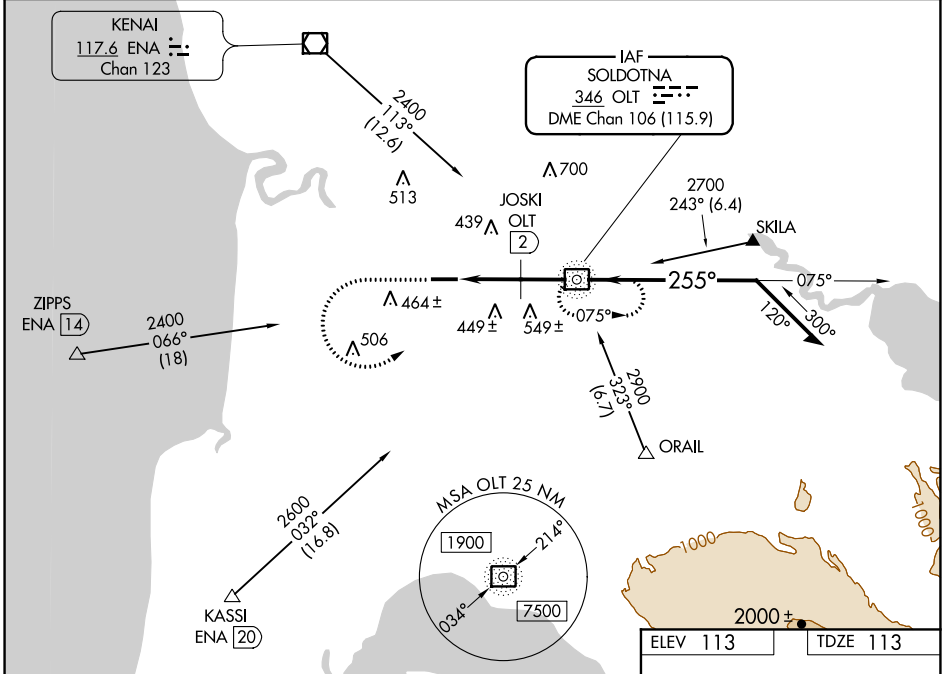 KENAI
117.6 ENA
Chan 123
IAF
SOLDOTNA
346 OLT
DME Chan 106 (115.9)
2400
113°
(12.6)
700
513
JOSKI
OLT
2
439
2700
243° (6.4)
SKILA
255°
075°
120°
300°
464±
449±
549±
075°
506
ZIPPS
ENA 14
2400
066°
(18)
2900
323°
(6.7)
ORAIL
2600
032°
(16.8)
KASSI
ENA 20
MSA OLT 25 NM
1900
214°
034°
7500
1000
1000
2000±
ELEV 113
TDZE 113